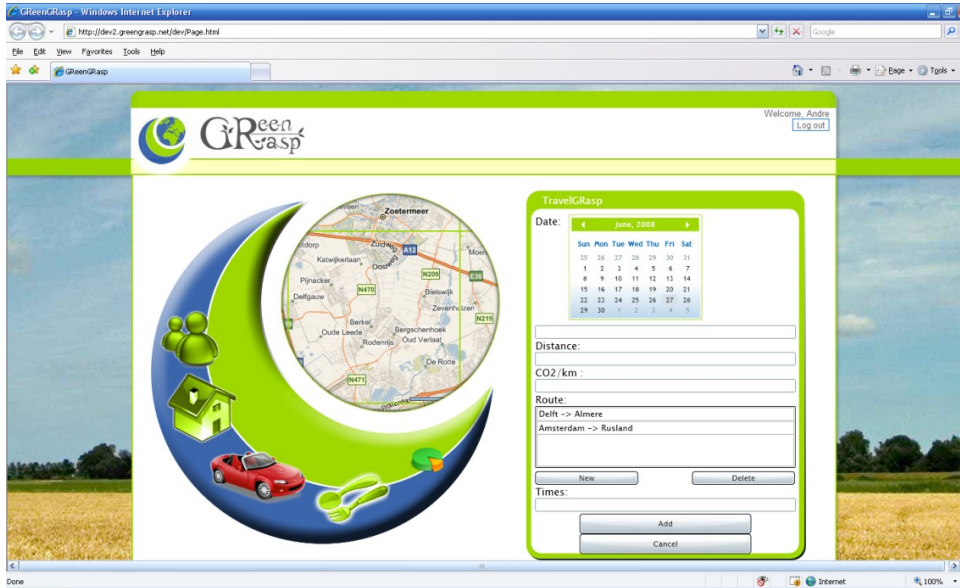 GReenGRasp - Windows Internet Explorer
http://dev2.greengrasp.net/dev/Page.html
Google
File Edit View Favorites Tools Help
GReenGRasp
Page Tools
Welcome, Andre
Log out
GReen
GRasp
TravelGRasp
Date:
June, 2008
Sun Mon Tue Wed Thu Fri Sat
25 26 27 28 29 30 31
1 2 3 4 5 6 7
8 9 10 11 12 13 14
15 16 17 18 19 20 21
22 23 24 25 26 27 28
29 30 1 2 3 4 5
Distance:
CO2/km :
Route:
Delft -> Almere
Amsterdam -> Rusland
New Delete
Times:
Add
Cancel
Zoetermeer
A12
Katwijkerlaan
N209
E30
Pijnacker
N470
Bleiswijk
Delfgauw
N219
Berkel
Bergschenhoek
Oude Leede
Rodenrijs
Oud Verlaat
De Rotte
N471
Done
Internet
100%